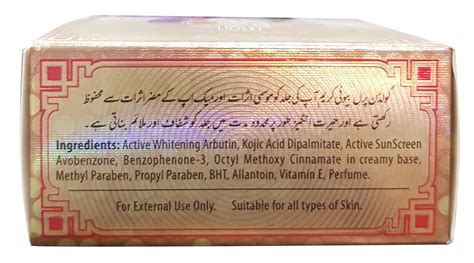 گولڈن پرل بیوٹی کریم آپ کی جلد کو موسمی اثرات اور میک اپ کے مضر اثرات سے محفوظ
رکھتی ہے اور حیرت انگیز طور پر محدود مدت میں جلد کو شفاف اور ملائم بناتی ہے۔
Ingredients: Active Whitening Arbutin, Kojic Acid Dipalmitate, Active SunScreen
Avobenzone, Benzophenone-3, Octyl Methoxy Cinnamate in creamy base,
Methyl Paraben, Propyl Paraben, BHT, Allantoin, Vitamin E, Perfume.
For External Use Only. Suitable for all types of Skin.